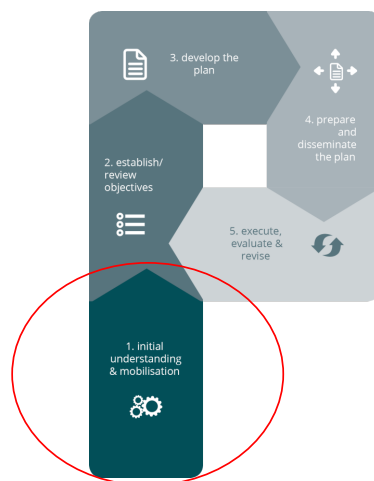 3. develop the
plan
4. prepare
and
disseminate
the plan
2. establish/
review
objectives
5. execute,
evaluate &
revise
1. initial
understanding
& mobilisation